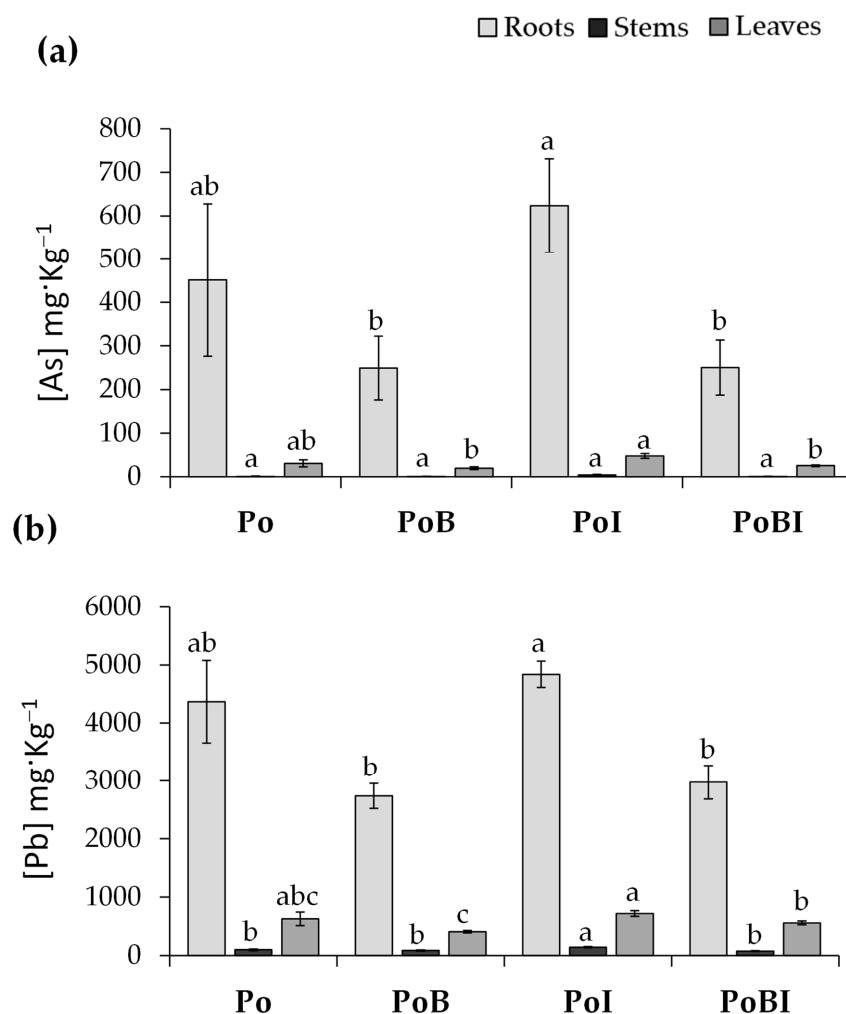 Roots Stems Leaves
(a)
[As] mg·Kg⁻¹
800
700
600
500
400
300
200
100
0
ab
a
ab
b
a
b
a
a
a
b
a
b
Po PoB PoI PoBI
(b)
[Pb] mg·Kg⁻¹
6000
5000
4000
3000
2000
1000
0
ab
b
abc
b
b
c
a
a
a
b
b
b
Po PoB PoI PoBI